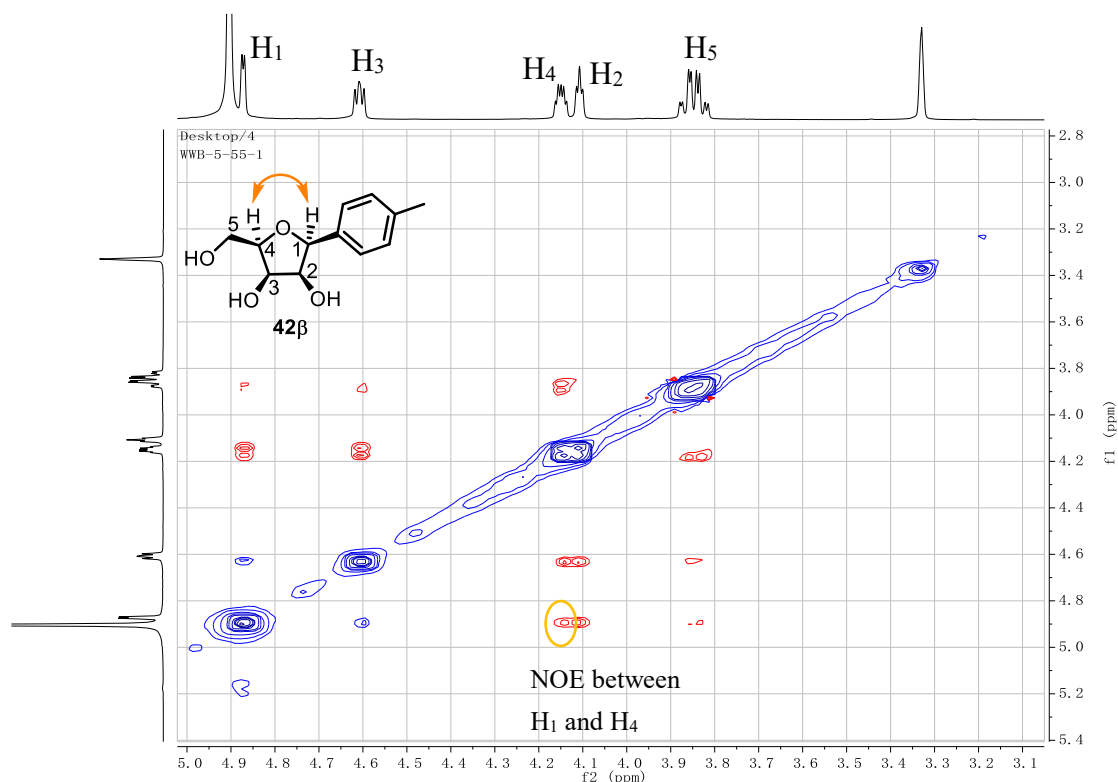 H₁
H₃
H₄
H₂
H₅
Desktop/4
WWB-5-55-1
H
H
O
5
4
1
3
2
HO
HO
OH
42β
2.8
3.0
3.2
3.4
3.6
3.8
4.0
4.2
4.4
4.6
4.8
5.0
5.2
5.4
f1 (ppm)
NOE between
H₁ and H₄
5.0 4.9 4.8 4.7 4.6 4.5 4.4 4.3 4.2 4.1 4.0 3.9 3.8 3.7 3.6 3.5 3.4 3.3 3.2 3.1
f2 (ppm)